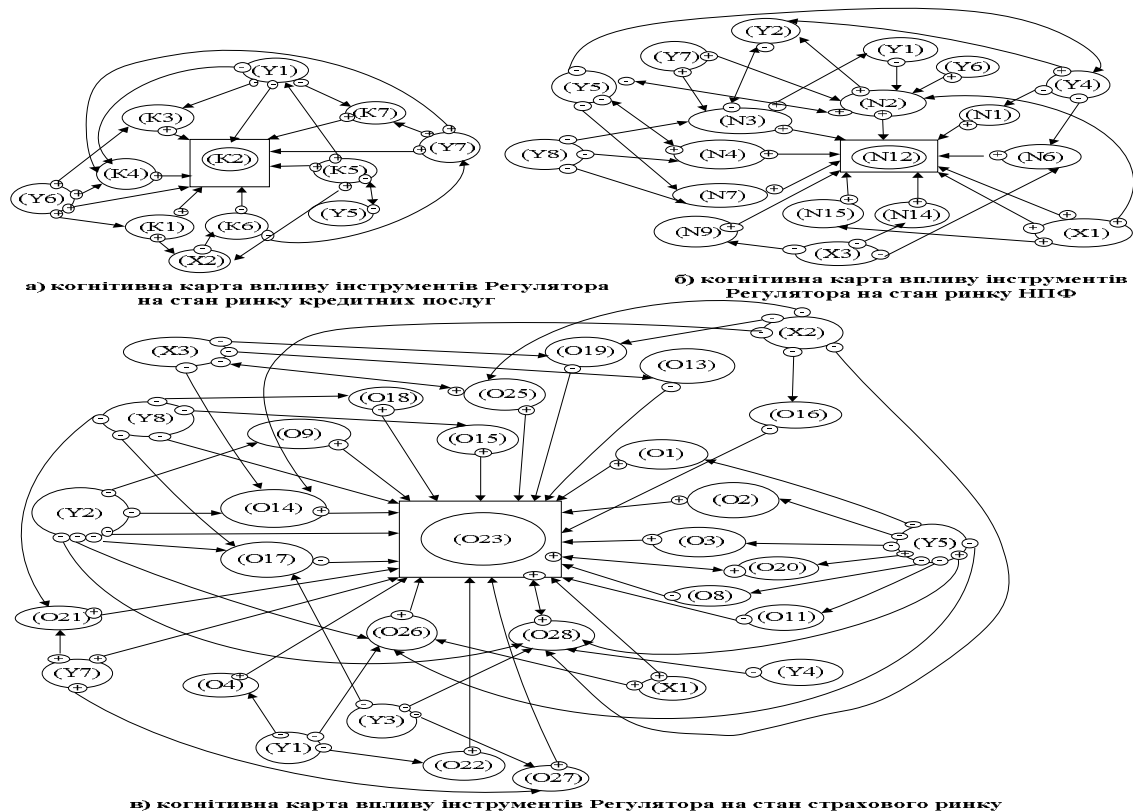 (Y1)
(K3)
(K7)
(K2)
(Y7)
(K4)
(K5)
(Y6)
(Y5)
(K1)
(K6)
(X2)
а) когнітивна карта впливу інструментів Регулятора
на стан ринку кредитних послуг
(Y2)
(Y7)
(Y1)
(Y6)
(Y5)
(Y4)
(N2)
(N3)
(N1)
(Y8)
(N4)
(N12)
(N6)
(N7)
(N15)
(N14)
(N9)
(X1)
(X3)
б) когнітивна карта впливу інструментів
Регулятора на стан ринку НПФ
(X2)
(X3)
(O19)
(O13)
(O25)
(O18)
(Y8)
(O16)
(O9)
(O15)
(O1)
(O2)
(Y2)
(O14)
(O23)
(O3)
(Y5)
(O17)
(O20)
(O8)
(O21)
(O11)
(O26)
(O28)
(Y7)
(Y4)
(O4)
(X1)
(Y3)
(Y1)
(O22)
(O27)
в) когнітивна карта впливу інструментів Регулятора на стан страхового ринку